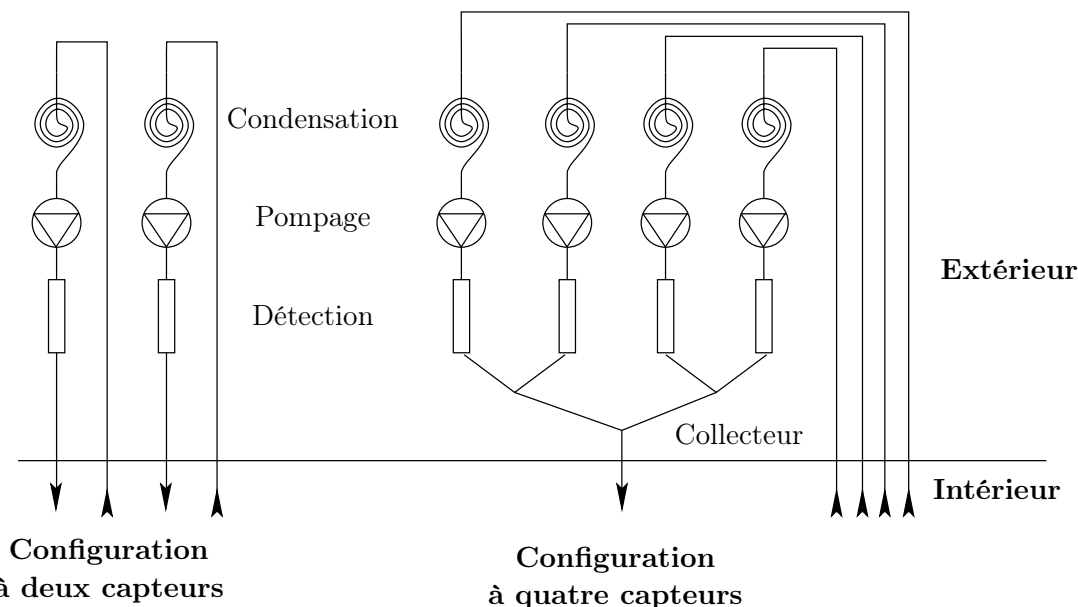 Condensation
Pompage
Détection
Extérieur
Collecteur
Intérieur
Configuration
à deux capteurs
Configuration
à quatre capteurs